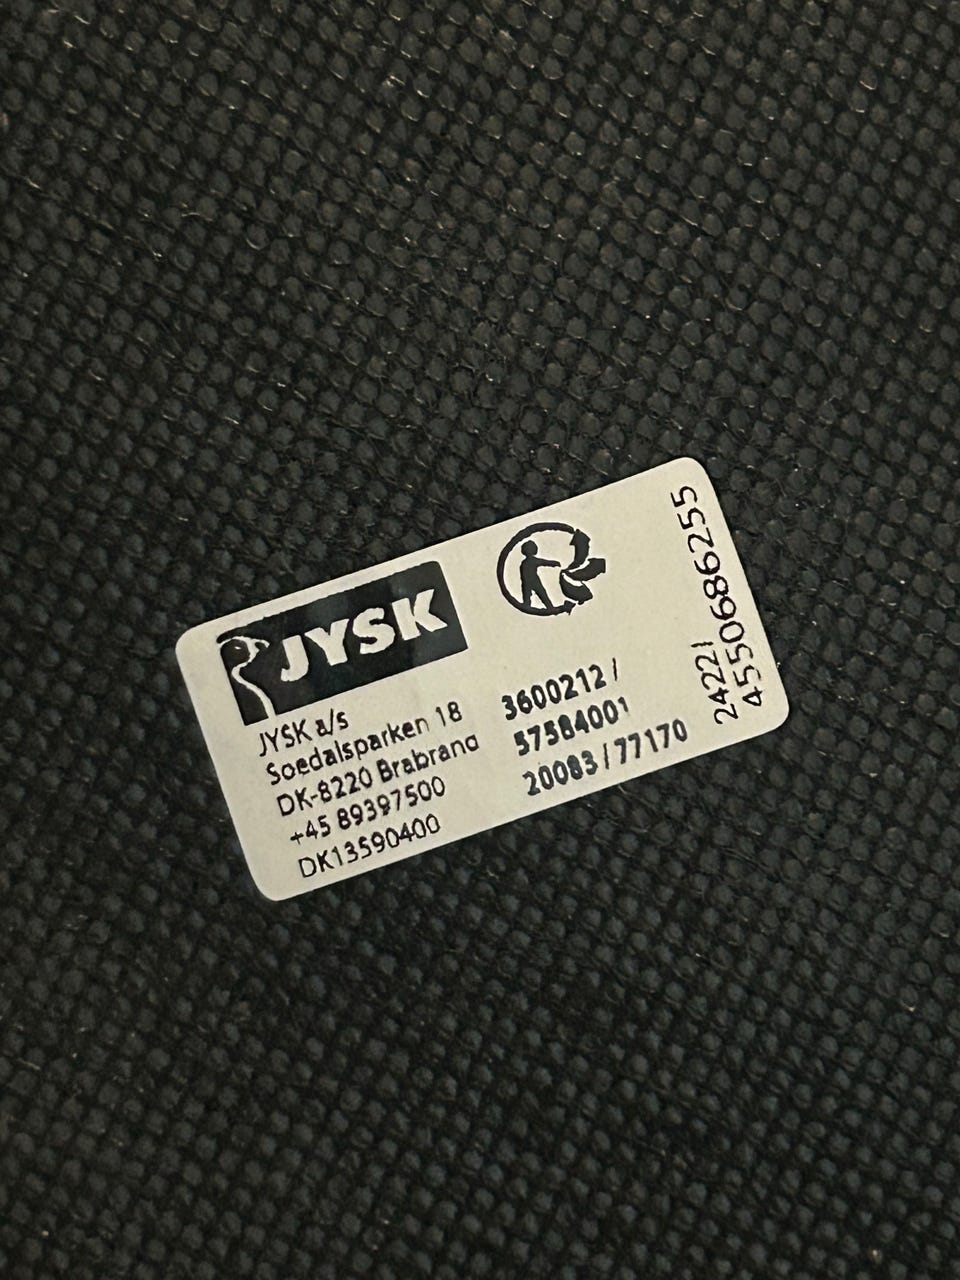 JYSK
JYSK a/s
Soedalsparken 18
DK-8220 Brabrand
+45 89397500
DK13590400
3600212 /
57584001
20083 / 77170
2422/
4550686255